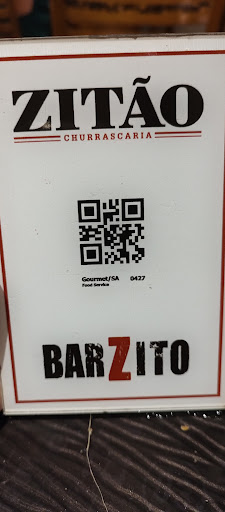 ZITÃO
CHURRASCARIA
Gourmet/SA 0427
Food Service
BARZITO